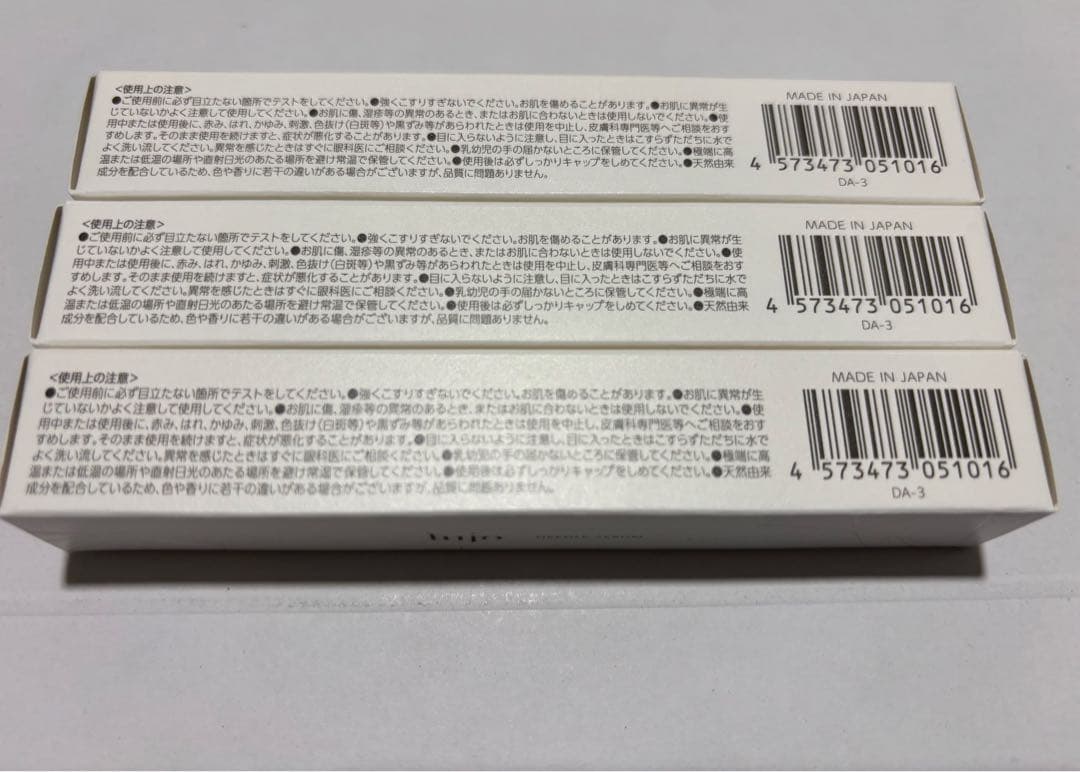 <使用上の注意>
●ご使用前に必ず目立たない箇所でテストをしてください。●強くこすりすぎないでください。お肌を傷めることがあります。●お肌に異常が生
じていないかよく注意して使用してください。●お肌に傷、湿疹等の異常のあるとき、またはお肌に合わないときは使用しないでください。●使
用中または使用後に、赤み、はれ、かゆみ、刺激、色抜け(白斑等)や黒ずみ等があらわれたときは使用を中止し、皮膚科専門医等へご相談をおす
すめします。そのまま使用を続けますと、症状が悪化することがあります。●目に入らないように注意し、目に入ったときはこすらずただちに水で
よく洗い流してください。異常を感じたときはすぐに眼科医にご相談ください。●乳幼児の手の届かないところに保管してください。●極端に高
温または低温の場所や直射日光のあたる場所を避け常温で保管してください。●使用後は必ずしっかりキャップをしめてください。●天然由来
成分を配合しているため、色や香りに若干の違いがある場合がございますが、品質に問題ありません。
MADE IN JAPAN
4 573473 051016
DA-3
<使用上の注意>
●ご使用前に必ず目立たない箇所でテストをしてください。●強くこすりすぎないでください。お肌を傷めることがあります。●お肌に異常が生
じていないかよく注意して使用してください。●お肌に傷、湿疹等の異常のあるとき、またはお肌に合わないときは使用しないでください。●使
用中または使用後に、赤み、はれ、かゆみ、刺激、色抜け(白斑等)や黒ずみ等があらわれたときは使用を中止し、皮膚科専門医等へご相談をおす
すめします。そのまま使用を続けますと、症状が悪化することがあります。●目に入らないように注意し、目に入ったときはこすらずただちに水で
よく洗い流してください。異常を感じたときはすぐに眼科医にご相談ください。●乳幼児の手の届かないところに保管してください。●極端に高
温または低温の場所や直射日光のあたる場所を避け常温で保管してください。●使用後は必ずしっかりキャップをしめてください。●天然由来
成分を配合しているため、色や香りに若干の違いがある場合がございますが、品質に問題ありません。
MADE IN JAPAN
4 573473 051016
DA-3
<使用上の注意>
●ご使用前に必ず目立たない箇所でテストをしてください。●強くこすりすぎないでください。お肌を傷めることがあります。●お肌に異常が生
じていないかよく注意して使用してください。●お肌に傷、湿疹等の異常のあるとき、またはお肌に合わないときは使用しないでください。●使
用中または使用後に、赤み、はれ、かゆみ、刺激、色抜け(白斑等)や黒ずみ等があらわれたときは使用を中止し、皮膚科専門医等へご相談をおす
すめします。そのまま使用を続けますと、症状が悪化することがあります。●目に入らないように注意し、目に入ったときはこすらずただちに水で
よく洗い流してください。異常を感じたときはすぐに眼科医にご相談ください。●乳幼児の手の届かないところに保管してください。●極端に高
温または低温の場所や直射日光のあたる場所を避け常温で保管してください。●使用後は必ずしっかりキャップをしめてください。●天然由来
成分を配合しているため、色や香りに若干の違いがある場合がございますが、品質に問題ありません。
MADE IN JAPAN
4 573473 051016
DA-3